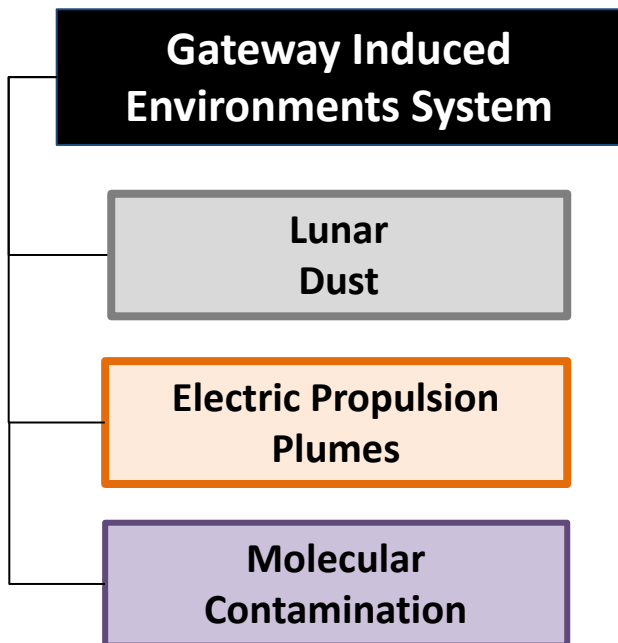 Gateway Induced
Environments System
Lunar
Dust
Electric Propulsion
Plumes
Molecular
Contamination